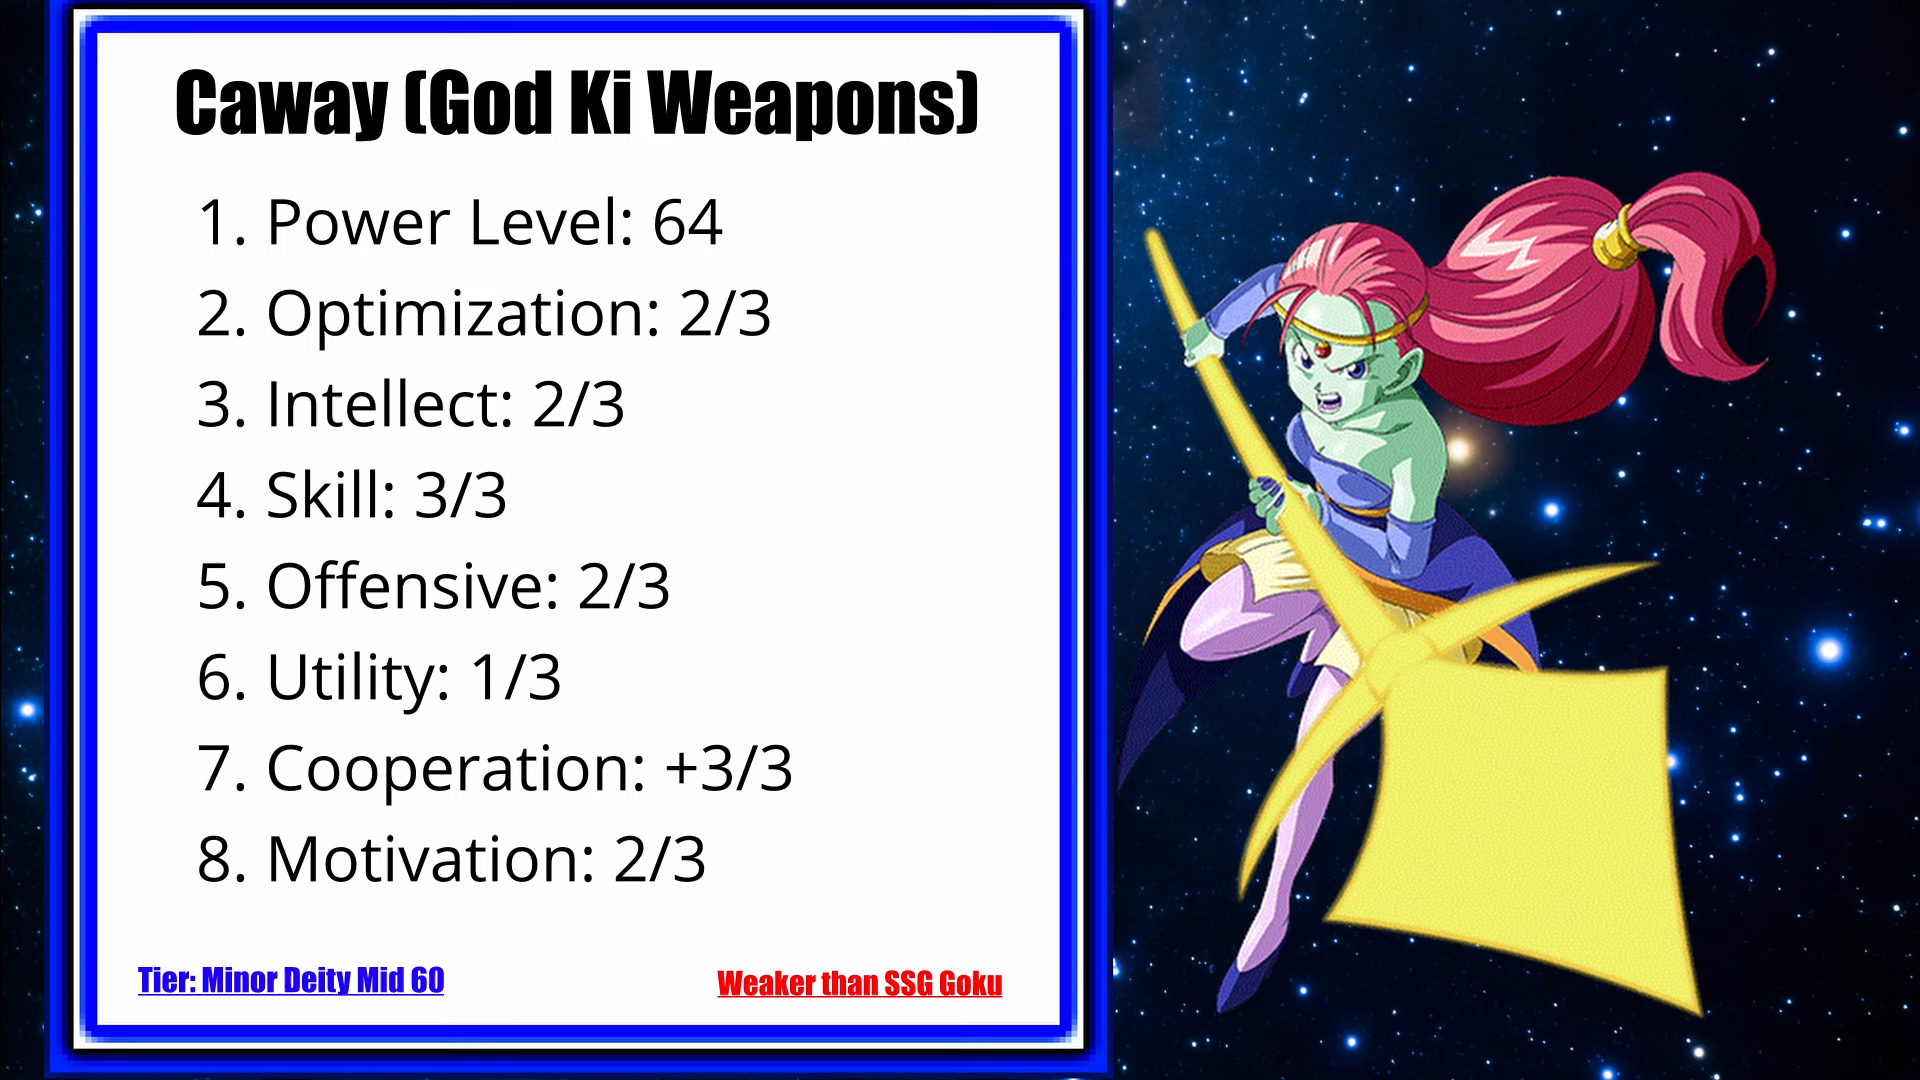 Caway (God Ki Weapons)
1. Power Level: 64
2. Optimization: 2/3
3. Intellect: 2/3
4. Skill: 3/3
5. Offensive: 2/3
6. Utility: 1/3
7. Cooperation: +3/3
8. Motivation: 2/3
Tier: Minor Deity Mid 60
Weaker than SSG Goku